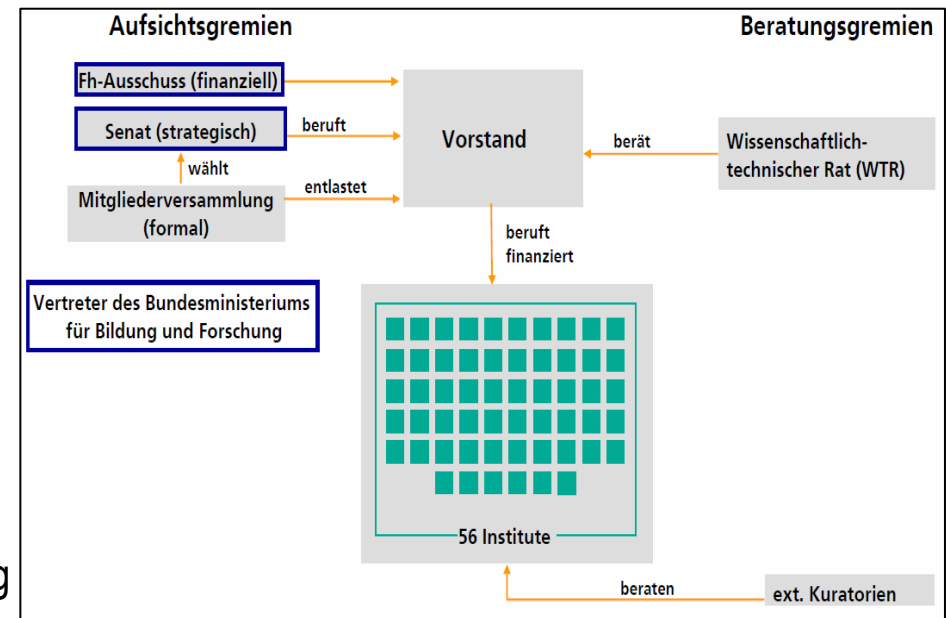 Aufsichtsgremien
Beratungsgremien
Fh-Ausschuss (finanziell)
Senat (strategisch)
beruft
wählt
Mitgliederversammlung
(formal)
entlastet
Vorstand
berät
Wissenschaftlich-
technischer Rat (WTR)
beruft
finanziert
Vertreter des Bundesministeriums
für Bildung und Forschung
56 Institute
beraten
ext. Kuratorien
g